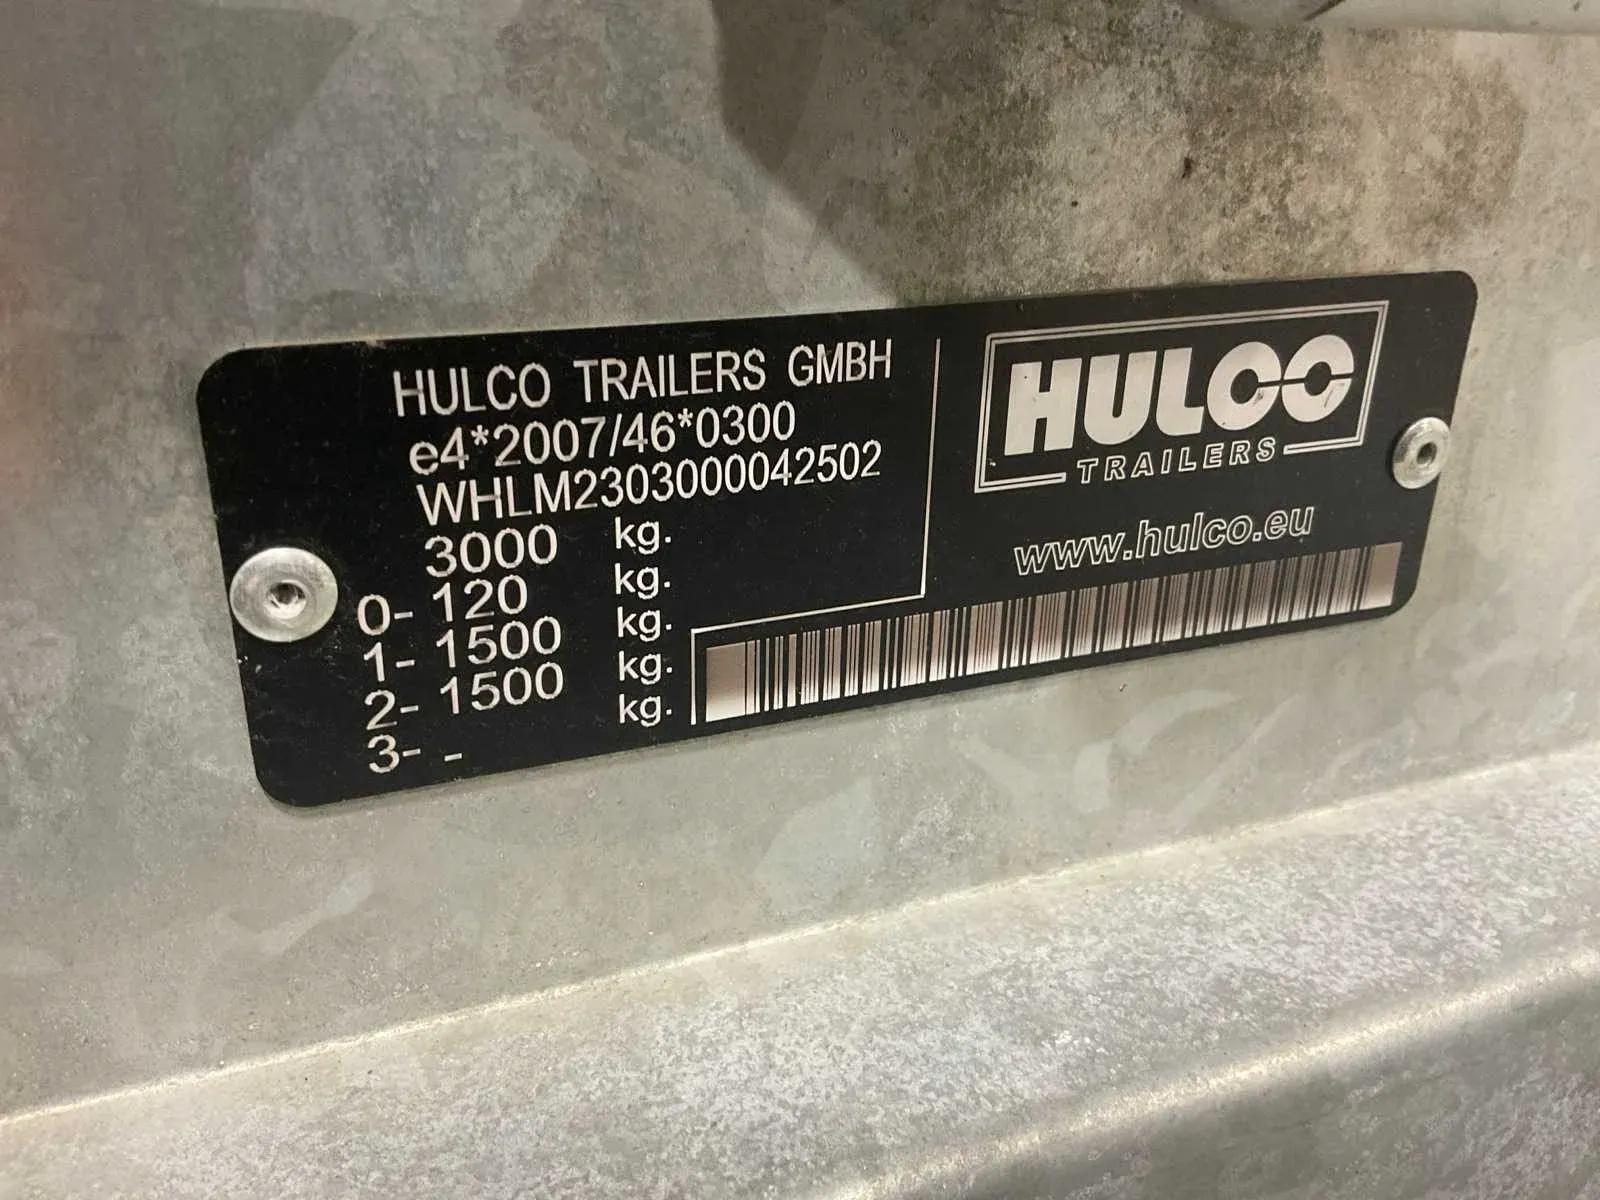 HULCO TRAILERS GMBH
e4*2007/46*0300
WHLM2303000042502
3000 kg.
0- 120 kg.
1- 1500 kg.
2- 1500 kg.
3- - kg.
HULCO
TRAILERS
www.hulco.eu